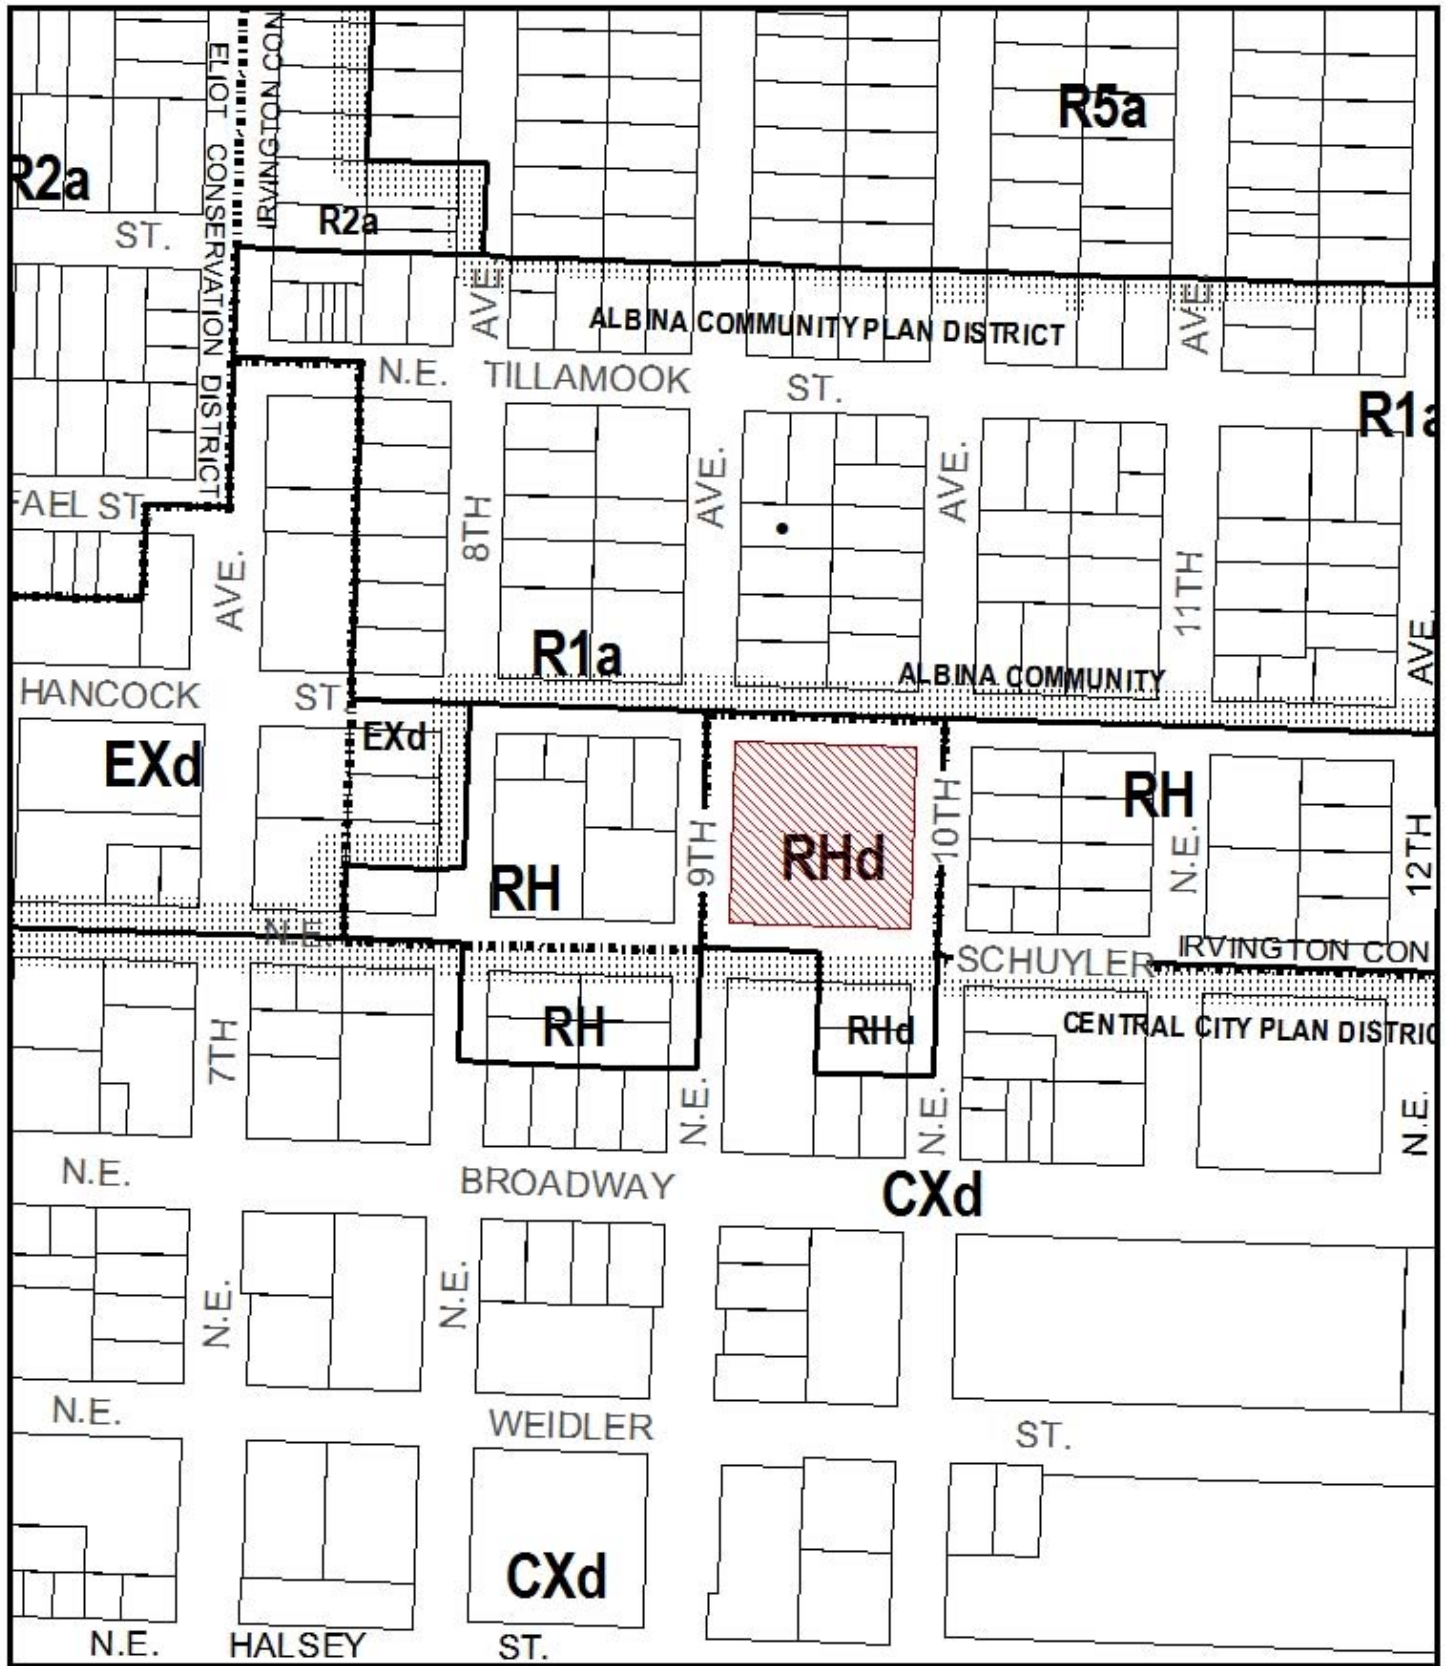 ELIOT CONSERVATION DISTRICT
IRVINGTON CON
R5a
R2a
R2a
ST.
AVE
AVE.
ALBINA COMMUNITY PLAN DISTRICT
N.E. TILLAMOOK ST.
R1a
AVE.
AVE.
FAEL ST
8TH
AVE.
11TH
AVE.
R1a
ALBINA COMMUNITY
HANCOCK ST.
EXd
EXd
RH
9TH
RHd
10TH
RH
N.E.
12TH
N.E.
SCHUYLER
IRVINGTON CON
RH
RHd
CENTRAL CITY PLAN DISTRIC
7TH
N.E.
N.E.
N.E.
N.E. BROADWAY
CXd
N.E.
N.E.
N.E. WEIDLER ST.
CXd
N.E. HALSEY ST.